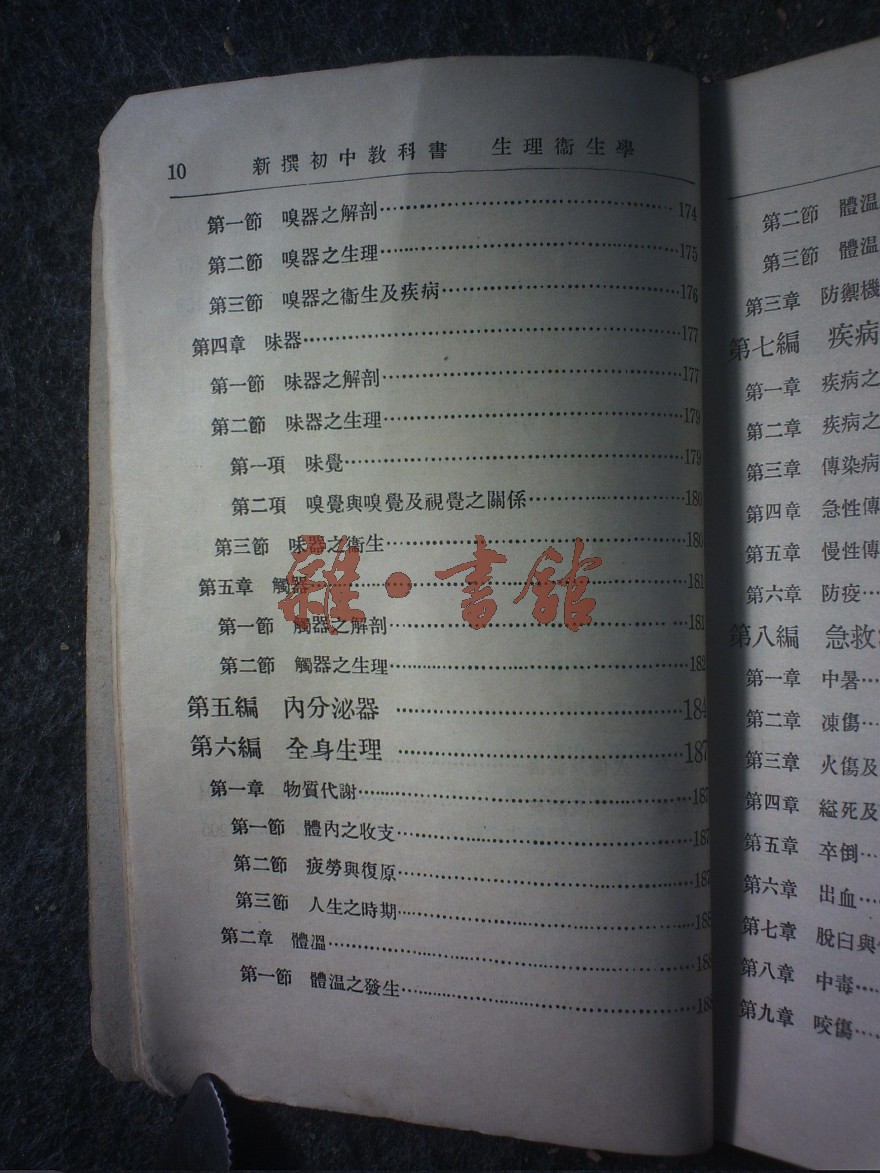 10 新撰初中教科書 生理衞生學
第一節 嗅器之解剖 174
第二節 嗅器之生理 175
第三節 嗅器之衞生及疾病 176
第四章 味器 177
第一節 味器之解剖 177
第二節 味器之生理 179
第一項 味覺 179
第二項 嗅覺與嗅覺及視覺之關係 180
第三節 味器之衞生 180
第五章 觸器 181
第一節 觸器之解剖 181
第二節 觸器之生理 182
第五編 內分泌器 184
第六編 全身生理 187
第一章 物質代謝 187
第一節 體內之收支 187
第二節 疲勞與復原 187
第三節 人生之時期 188
第二章 體溫 188
第一節 體溫之發生 188
雜·書館
第二節 體温
第三節 體温
第三章 防禦機
第七編 疾病
第一章 疾病之
第二章 疾病之
第三章 傳染病
第四章 急性傳
第五章 慢性傳
第六章 防疫
第八編 急救
第一章 中暑
第二章 凍傷
第三章 火傷及
第四章 縊死及
第五章 卒倒
第六章 出血
第七章 脫臼與
第八章 中毒
第九章 咬傷